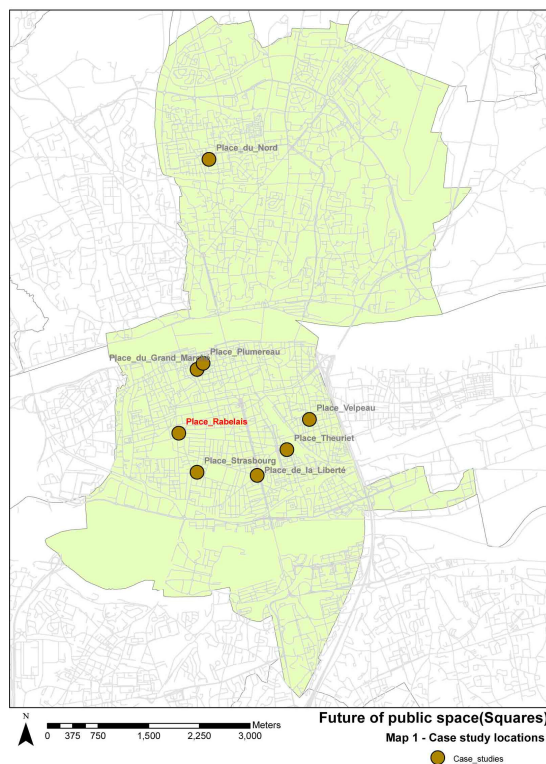 Place_du_Nord
Place_Plumereau
Place_du_Grand_Marché
Place_Velpeau
Place_Rabelais
Place_Theuriet
Place_Strasbourg
Place_de_la_Liberté
N
Meters
0 375 750 1,500 2,250 3,000
Future of public space(Squares)
Map 1 - Case study locations
Case_studies